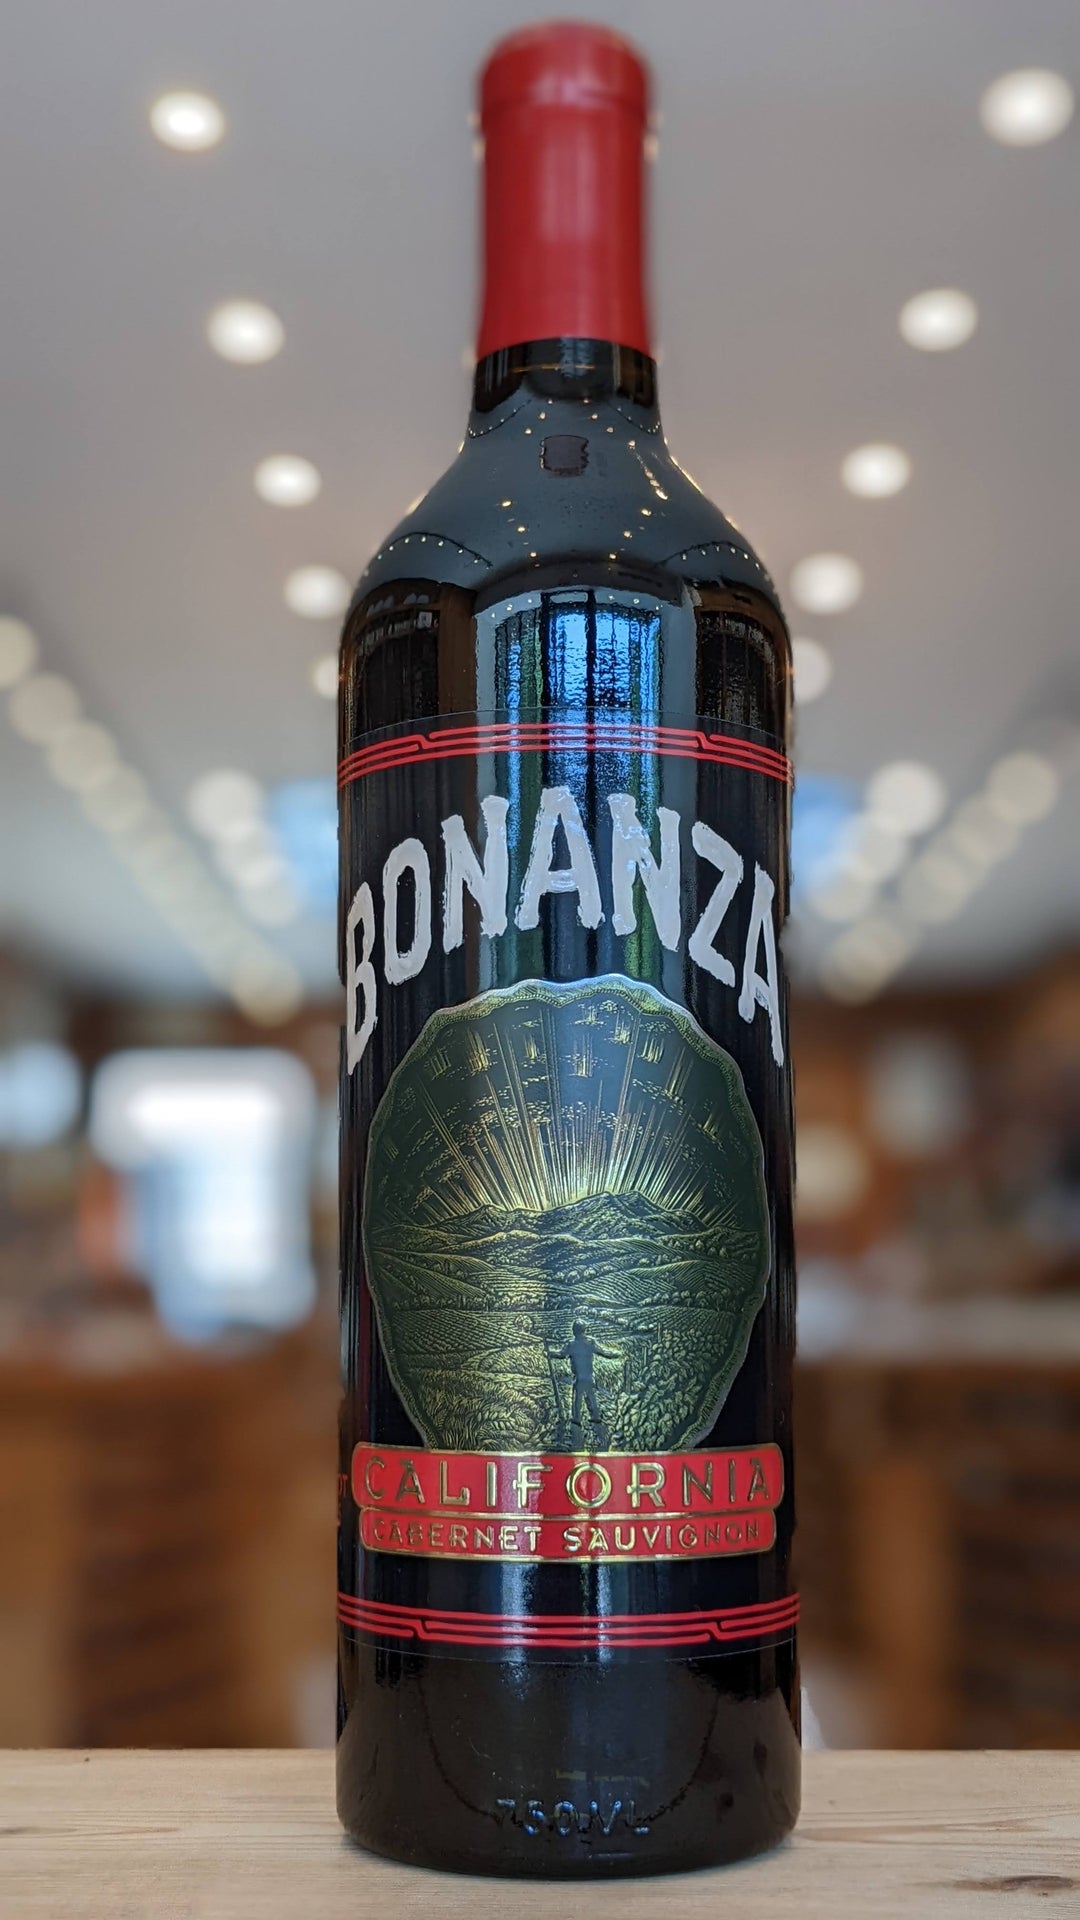 BONANZA
CALIFORNIA
CABERNET SAUVIGNON
750ML